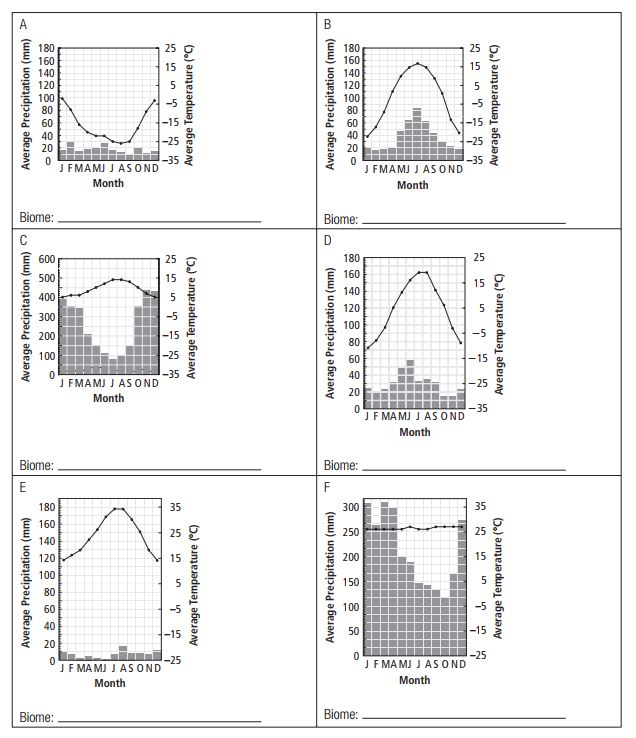 A
180
160
140
120
100
80
60
40
20
0
Average Precipitation (mm)
25
15
5
–5
–15
–25
–35
Average Temperature (°C)
J F M A M J J A S O N D
Month
Biome:
B
180
160
140
120
100
80
60
40
20
0
Average Precipitation (mm)
25
15
5
–5
–15
–25
–35
Average Temperature (°C)
J F M A M J J A S O N D
Month
Biome:
C
600
500
400
300
200
100
0
Average Precipitation (mm)
25
15
5
–5
–15
–25
–35
Average Temperature (°C)
J F M A M J J A S O N D
Month
Biome:
D
180
160
140
120
100
80
60
40
20
0
Average Precipitation (mm)
25
15
5
–5
–15
–25
–35
Average Temperature (°C)
J F M A M J J A S O N D
Month
Biome:
E
180
160
140
120
100
80
60
40
20
0
Average Precipitation (mm)
35
25
15
5
–5
–15
–25
Average Temperature (°C)
J F M A M J J A S O N D
Month
Biome:
F
300
250
200
150
100
50
0
Average Precipitation (mm)
35
25
15
5
–5
–15
–25
Average Temperature (°C)
J F M A M J J A S O N D
Month
Biome: